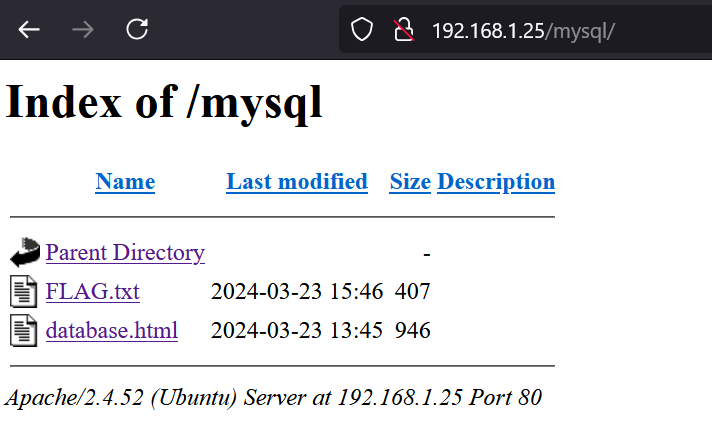 192.168.1.25/mysql/
Index of /mysql
Name Last modified Size Description
Parent Directory -
FLAG.txt 2024-03-23 15:46 407
database.html 2024-03-23 13:45 946
Apache/2.4.52 (Ubuntu) Server at 192.168.1.25 Port 80